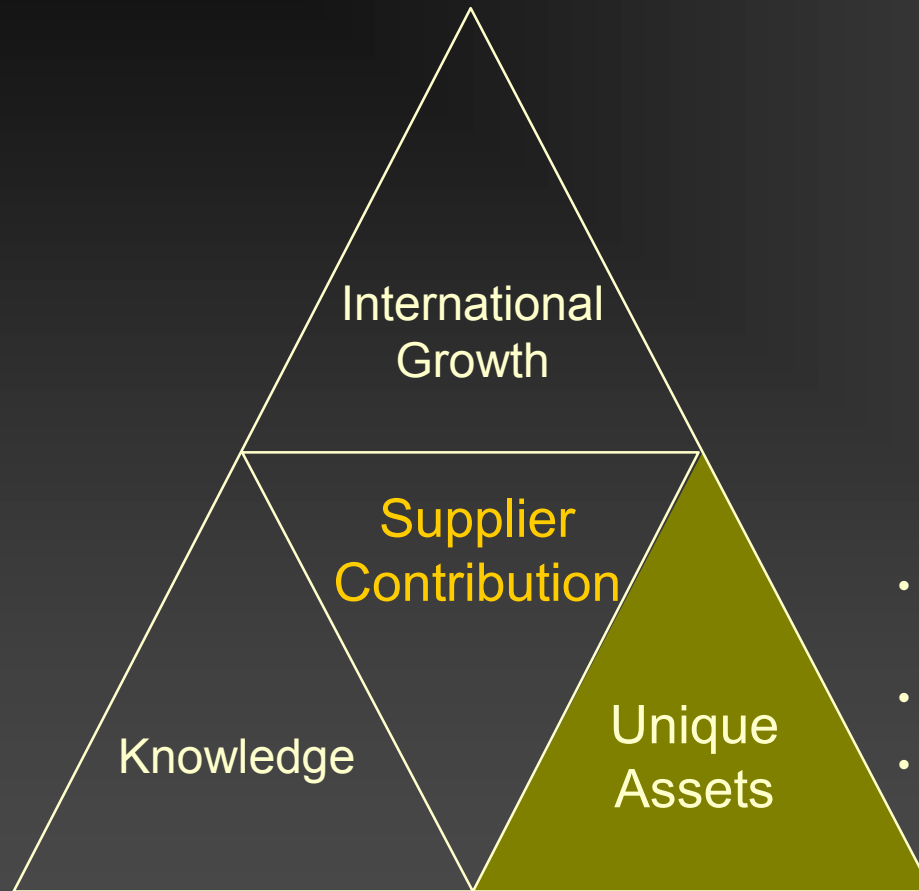 International
Growth
Supplier
Contribution
Knowledge
Unique
Assets